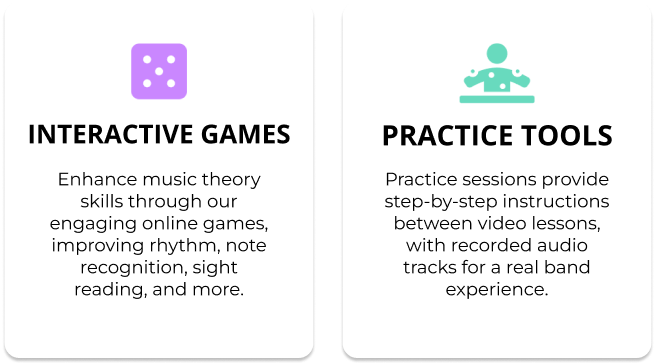 INTERACTIVE GAMES
Enhance music theory
skills through our
engaging online games,
improving rhythm, note
recognition, sight
reading, and more.
PRACTICE TOOLS
Practice sessions provide
step-by-step instructions
between video lessons,
with recorded audio
tracks for a real band
experience.